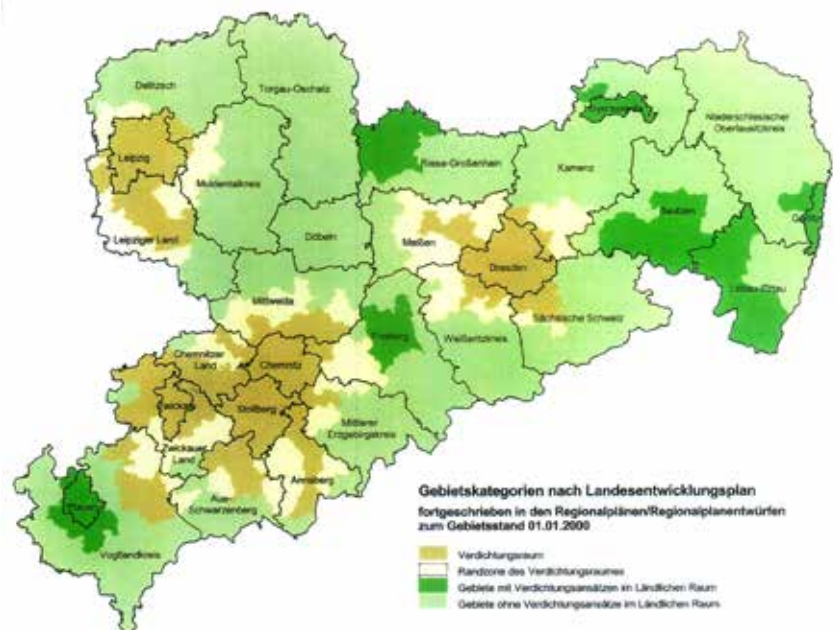 Delitzsch
Torgau-Oschatz
Niederschlesischer
Oberlausitzkreis
Leipzig
Riesa-Großenhain
Kamenz
Muldentalkreis
Bautzen
Leipziger Land
Döbeln
Meißen
Dresden
Löbau-Zittau
Mittweida
Sächsische Schweiz
Freiberg
Weißeritzkreis
Chemnitzer
Land
Chemnitz
Zwickau
Stollberg
Mittlerer
Erzgebirgskreis
Zwickauer
Land
Annaberg
Aue-
Schwarzenberg
Plauen
Vogtlandkreis
Gebietskategorien nach Landesentwicklungsplan
fortgeschrieben in den Regionalplänen/Regionalplanentwürfen
zum Gebietsstand 01.01.2000
Verdichtungsraum
Randzone des Verdichtungsraumes
Gebiete mit Verdichtungsansätzen im Ländlichen Raum
Gebiete ohne Verdichtungsansätze im Ländlichen Raum